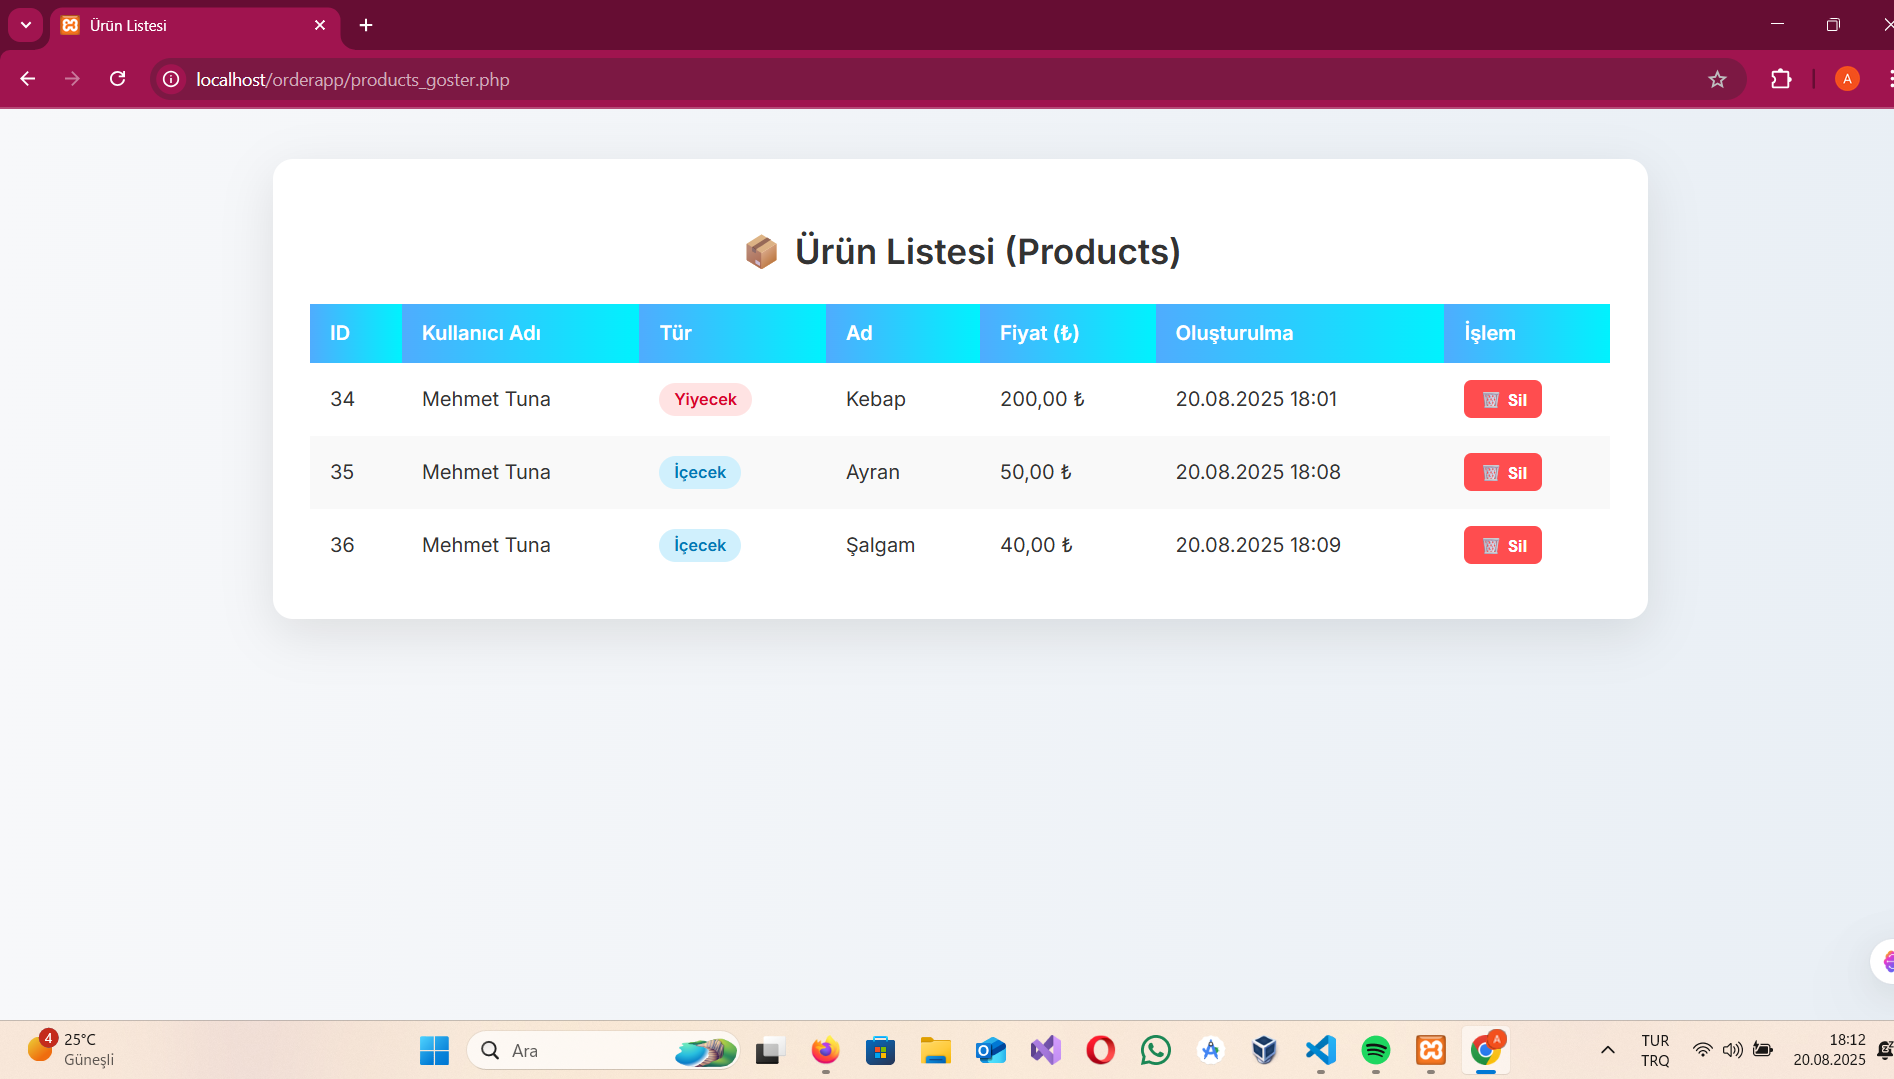 Ürün Listesi
localhost/orderapp/products_goster.php
A
Ürün Listesi (Products)
ID Kullanıcı Adı Tür Ad Fiyat (₺) Oluşturulma İşlem
34 Mehmet Tuna Yiyecek Kebap 200,00 ₺ 20.08.2025 18:01 Sil
35 Mehmet Tuna İçecek Ayran 50,00 ₺ 20.08.2025 18:08 Sil
36 Mehmet Tuna İçecek Şalgam 40,00 ₺ 20.08.2025 18:09 Sil
4 25°C
Güneşli
Ara
A
TUR
TRQ
18:12
20.08.2025